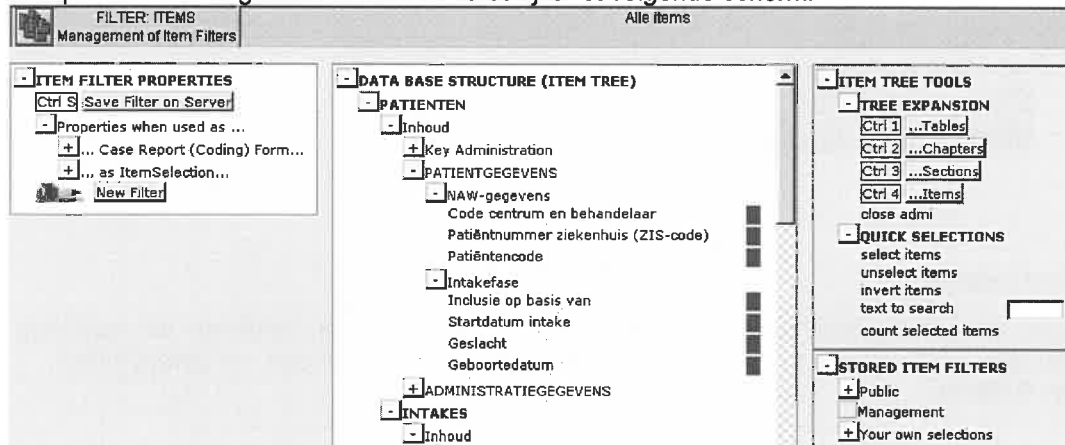 FILTER: ITEMS
Management of Item Filters
Alle items
- ITEM FILTER PROPERTIES
Ctrl S Save Filter on Server
- Properties when used as ...
+ ... Case Report (Coding) Form...
+ ... as ItemSelection...
New Filter
- DATA BASE STRUCTURE (ITEM TREE)
- PATIENTEN
- Inhoud
+ Key Administration
- PATIENTGEGEVENS
- NAW-gegevens
Code centrum en behandelaar
Patiëntnummer ziekenhuis (ZIS-code)
Patiëntencode
- Intakefase
Inclusie op basis van
Startdatum intake
Geslacht
Geboortedatum
+ ADMINISTRATIEGEGEVENS
- INTAKES
- Inhoud
- ITEM TREE TOOLS
- TREE EXPANSION
Ctrl 1 ...Tables
Ctrl 2 ...Chapters
Ctrl 3 ...Sections
Ctrl 4 ...Items
close admi
- QUICK SELECTIONS
select items
unselect items
invert items
text to search
count selected items
- STORED ITEM FILTERS
+ Public
Management
+ Your own selections